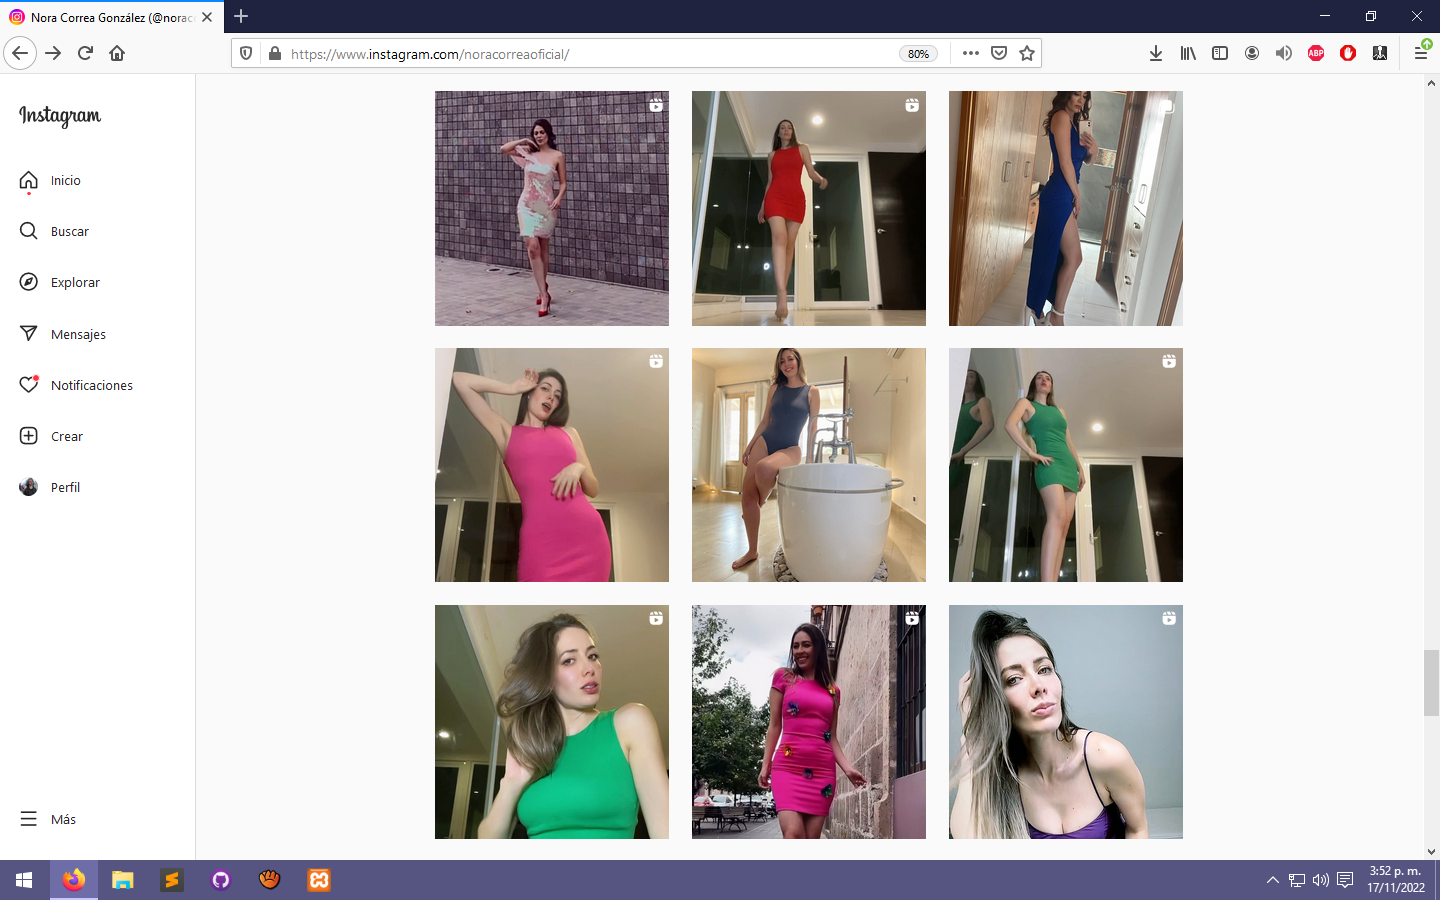 Nora Correa González (@norac
https://www.instagram.com/noracorreaoficial/
80%
ABP
Instagram
Inicio
Buscar
Explorar
Mensajes
Notificaciones
Crear
Perfil
Más
3:52 p. m.
17/11/2022